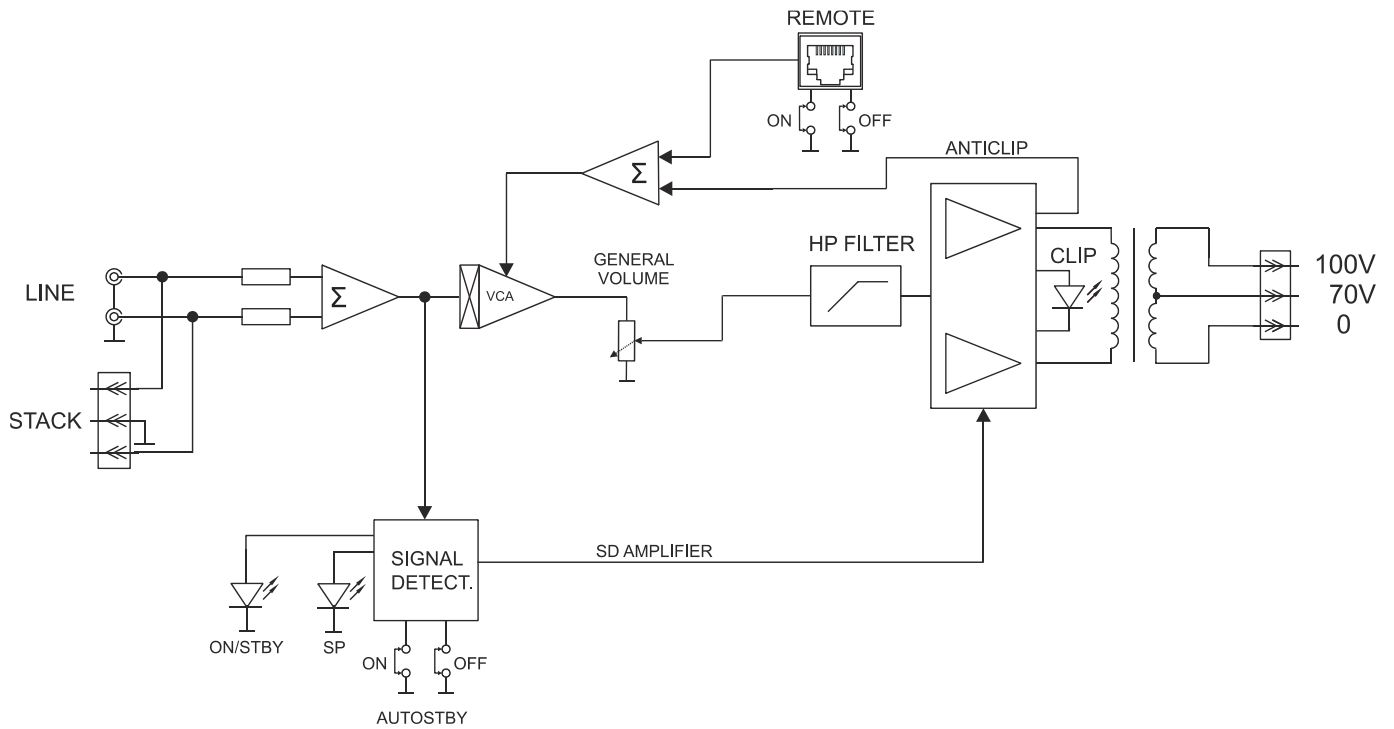 REMOTE
ON
OFF
ANTICLIP
Σ
HP FILTER
CLIP
GENERAL
VOLUME
LINE
Σ
VCA
100V
70V
0
STACK
SIGNAL
DETECT.
SD AMPLIFIER
ON/STBY
SP
ON
OFF
AUTOSTBY